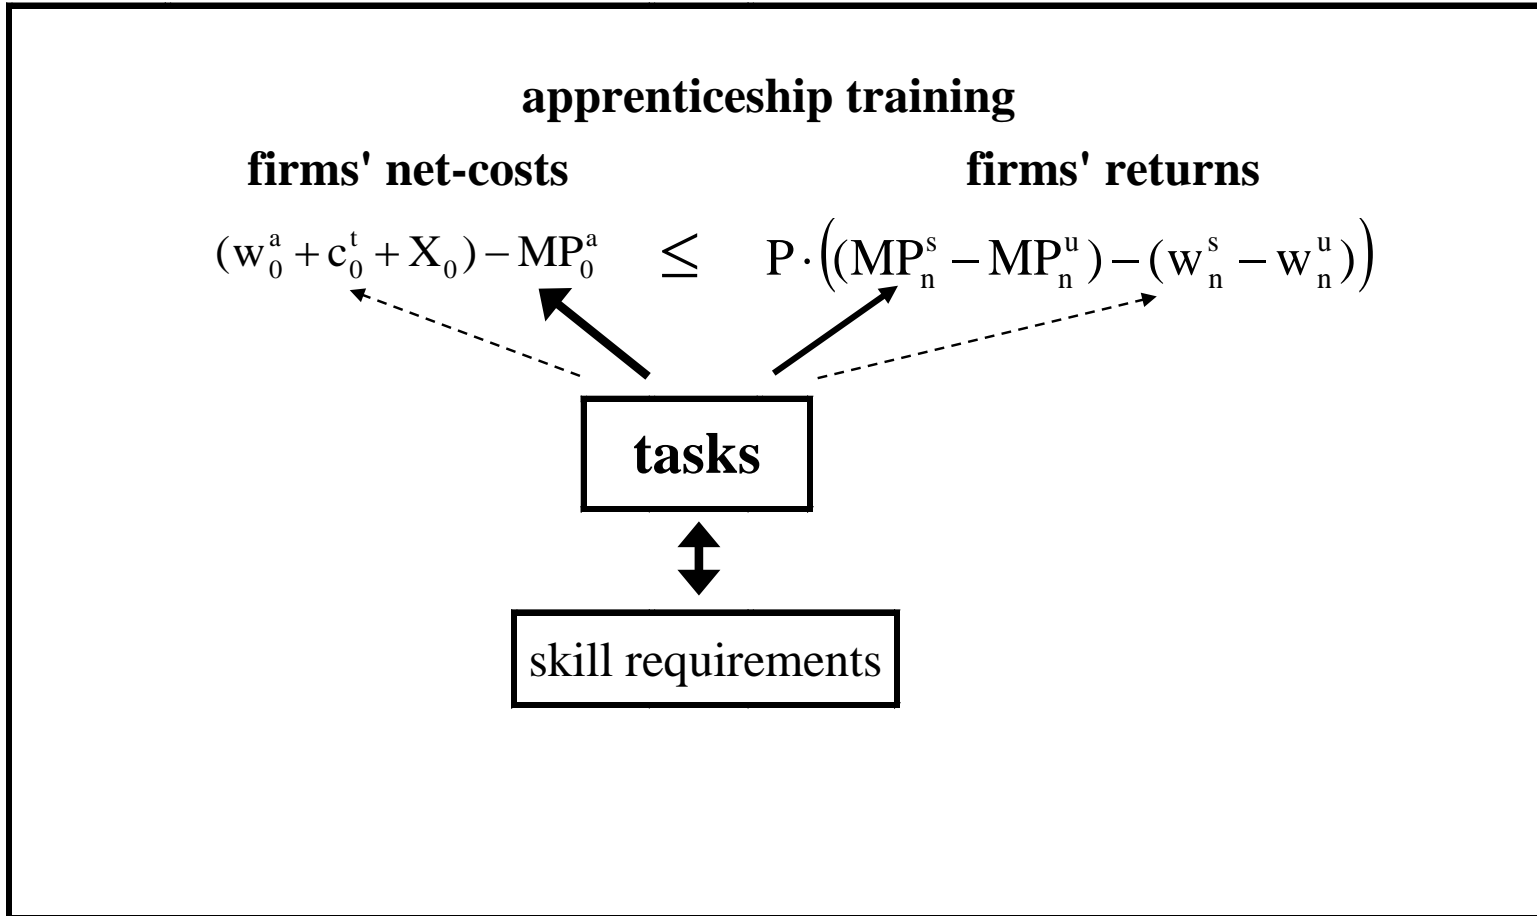 apprenticeship training
firms' net-costs firms' returns
(w₀ᵃ + c₀ᵗ + X₀) − MP₀ᵃ ≤ P · ((MPₙˢ − MPₙᵘ) − (wₙˢ − wₙᵘ))
tasks
skill requirements